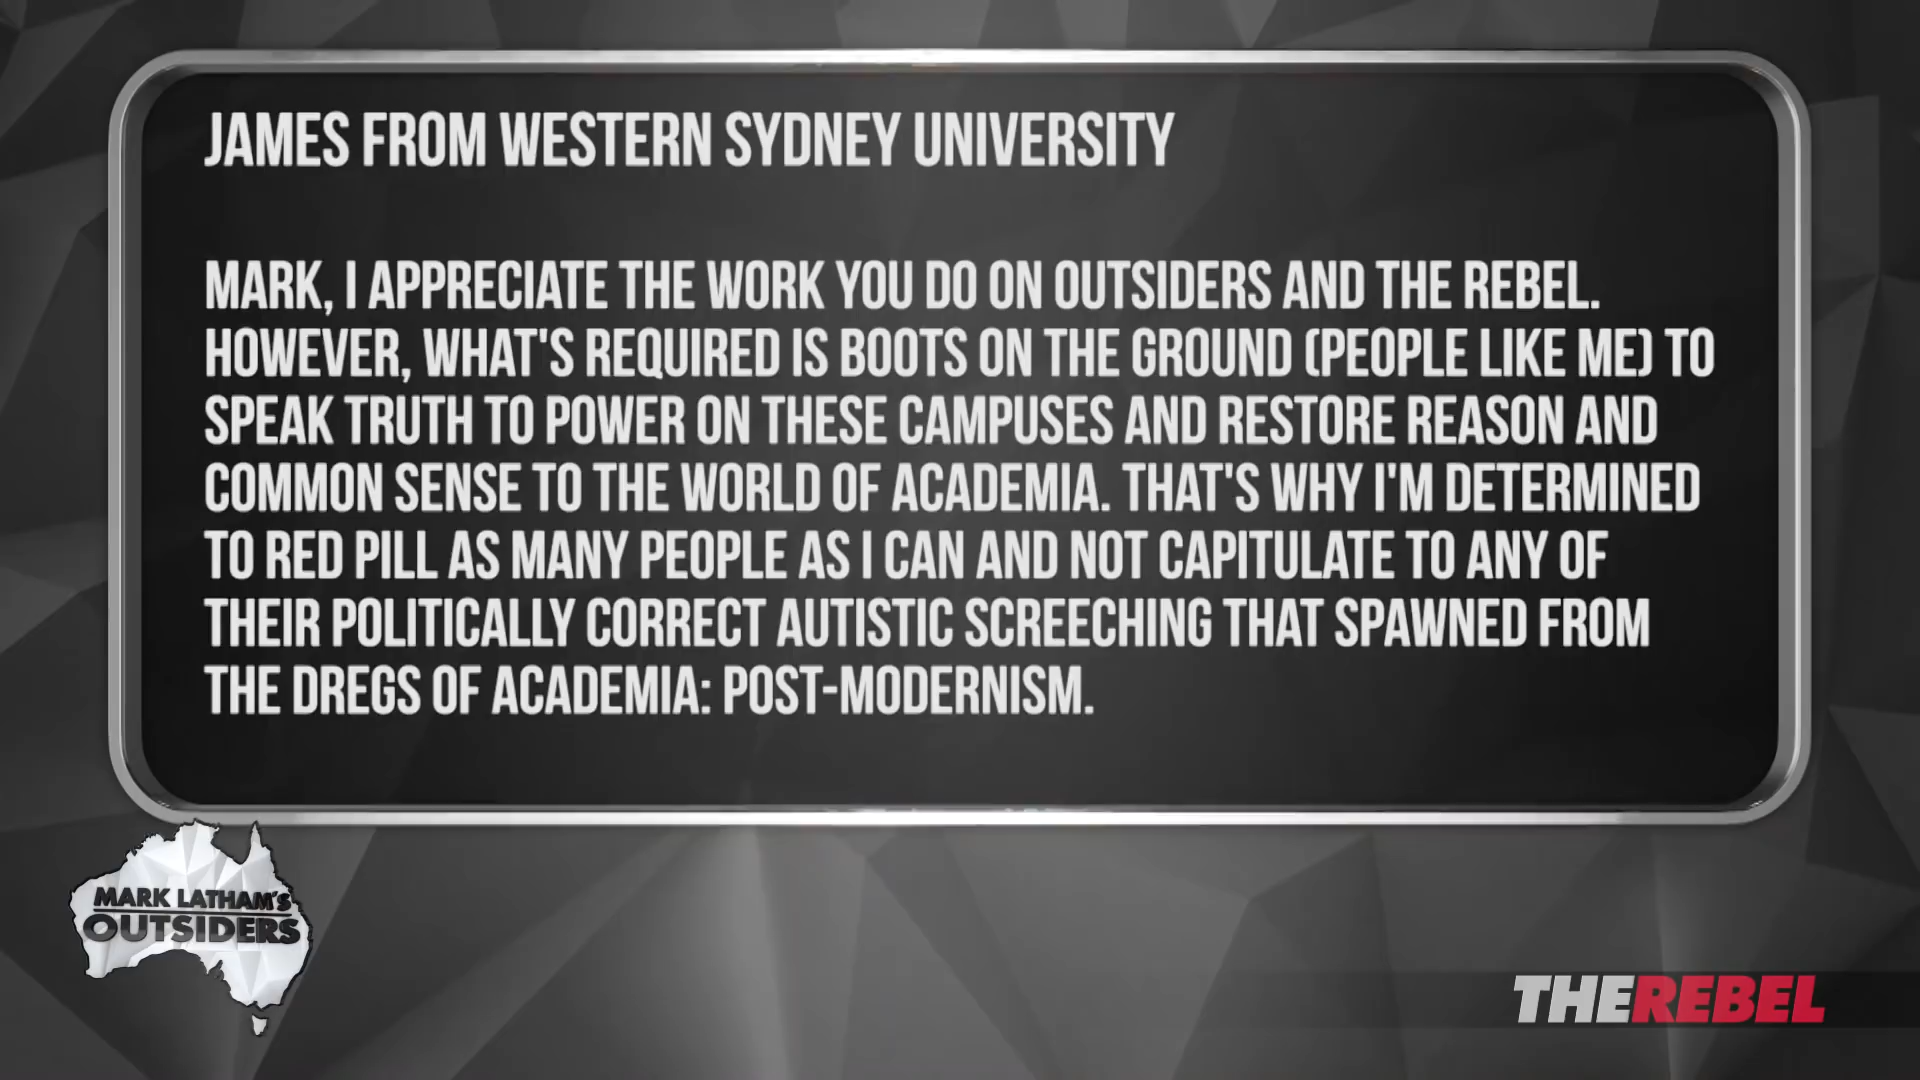 JAMES FROM WESTERN SYDNEY UNIVERSITY
MARK, I APPRECIATE THE WORK YOU DO ON OUTSIDERS AND THE REBEL.
HOWEVER, WHAT'S REQUIRED IS BOOTS ON THE GROUND (PEOPLE LIKE ME) TO
SPEAK TRUTH TO POWER ON THESE CAMPUSES AND RESTORE REASON AND
COMMON SENSE TO THE WORLD OF ACADEMIA. THAT'S WHY I'M DETERMINED
TO RED PILL AS MANY PEOPLE AS I CAN AND NOT CAPITULATE TO ANY OF
THEIR POLITICALLY CORRECT AUTISTIC SCREECHING THAT SPAWNED FROM
THE DREGS OF ACADEMIA: POST-MODERNISM.
MARK LATHAM'S
OUTSIDERS
THEREBEL